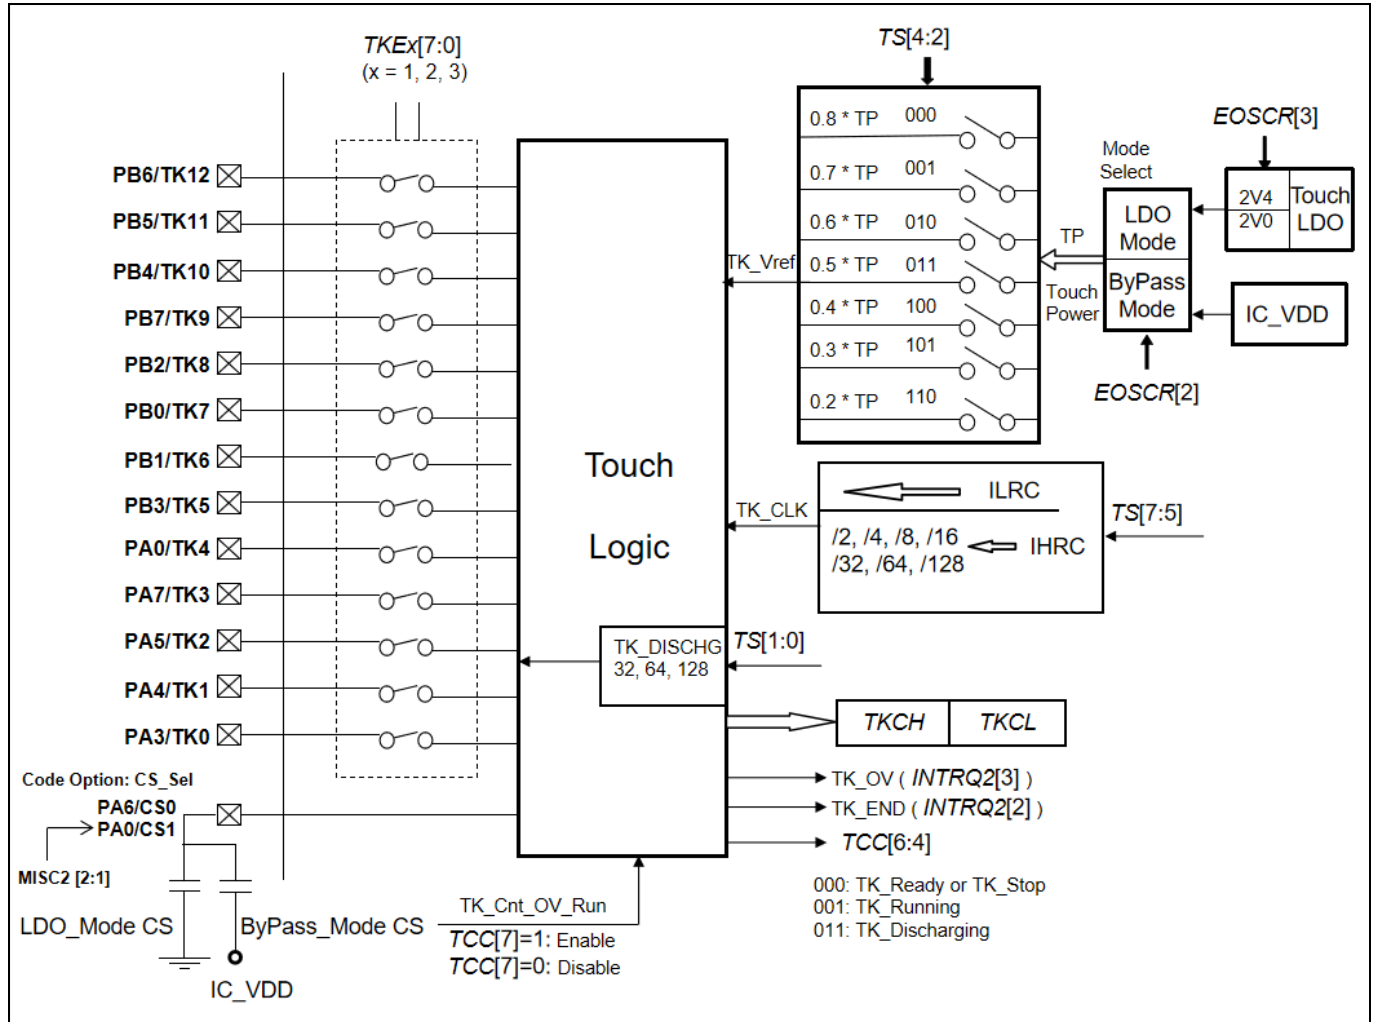 TKEx[7:0]
(x = 1, 2, 3)
PB6/TK12
PB5/TK11
PB4/TK10
PB7/TK9
PB2/TK8
PB0/TK7
PB1/TK6
PB3/TK5
PA0/TK4
PA7/TK3
PA5/TK2
PA4/TK1
PA3/TK0
Code Option: CS_Sel
PA6/CS0
PA0/CS1
MISC2 [2:1]
LDO_Mode CS
ByPass_Mode CS
IC_VDD
Touch
Logic
TK_DISCHG
32, 64, 128
TK_Cnt_OV_Run
TCC[7]=1: Enable
TCC[7]=0: Disable
TS[4:2]
0.8 * TP 000
0.7 * TP 001
0.6 * TP 010
0.5 * TP 011
0.4 * TP 100
0.3 * TP 101
0.2 * TP 110
TK_Vref
TP
Touch
Power
Mode
Select
LDO
Mode
ByPass
Mode
EOSCR[2]
EOSCR[3]
2V4
2V0
Touch
LDO
IC_VDD
TK_CLK
ILRC
/2, /4, /8, /16
/32, /64, /128
IHRC
TS[7:5]
TS[1:0]
TKCH TKCL
TK_OV ( INTRQ2[3] )
TK_END ( INTRQ2[2] )
TCC[6:4]
000: TK_Ready or TK_Stop
001: TK_Running
011: TK_Discharging